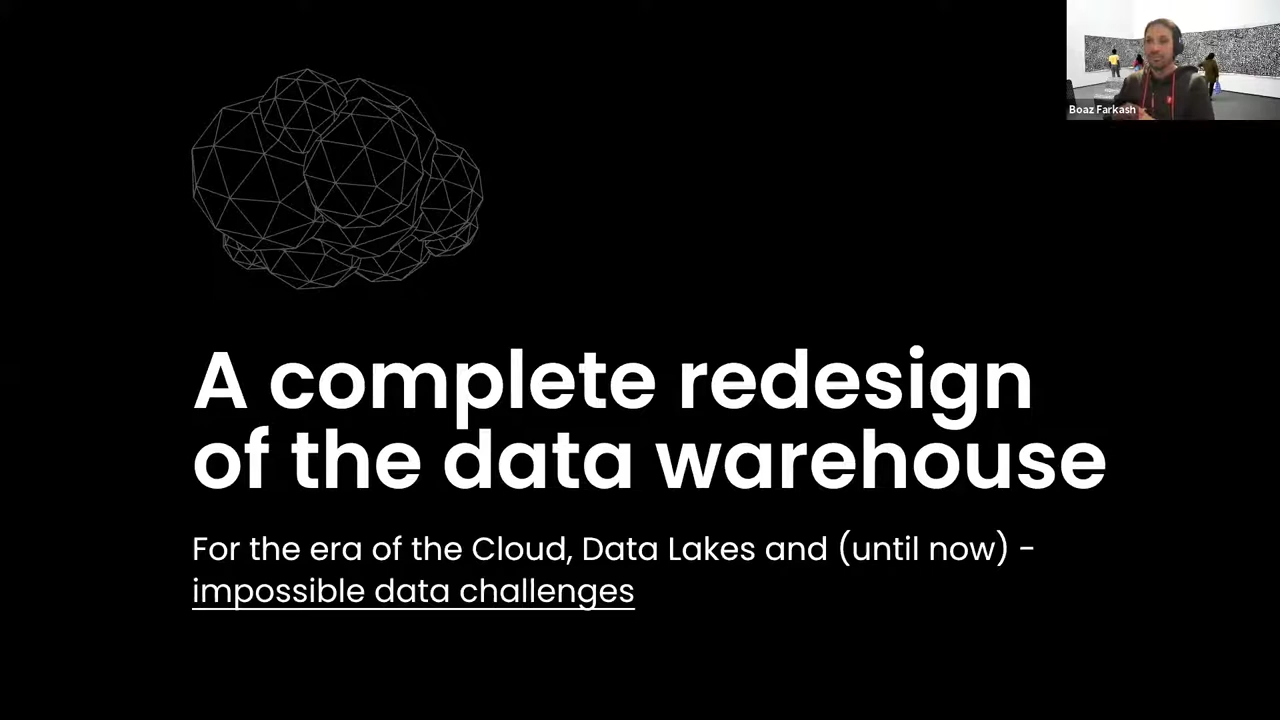 Boaz Farkash
A complete redesign
of the data warehouse
For the era of the Cloud, Data Lakes and (until now) -
impossible data challenges